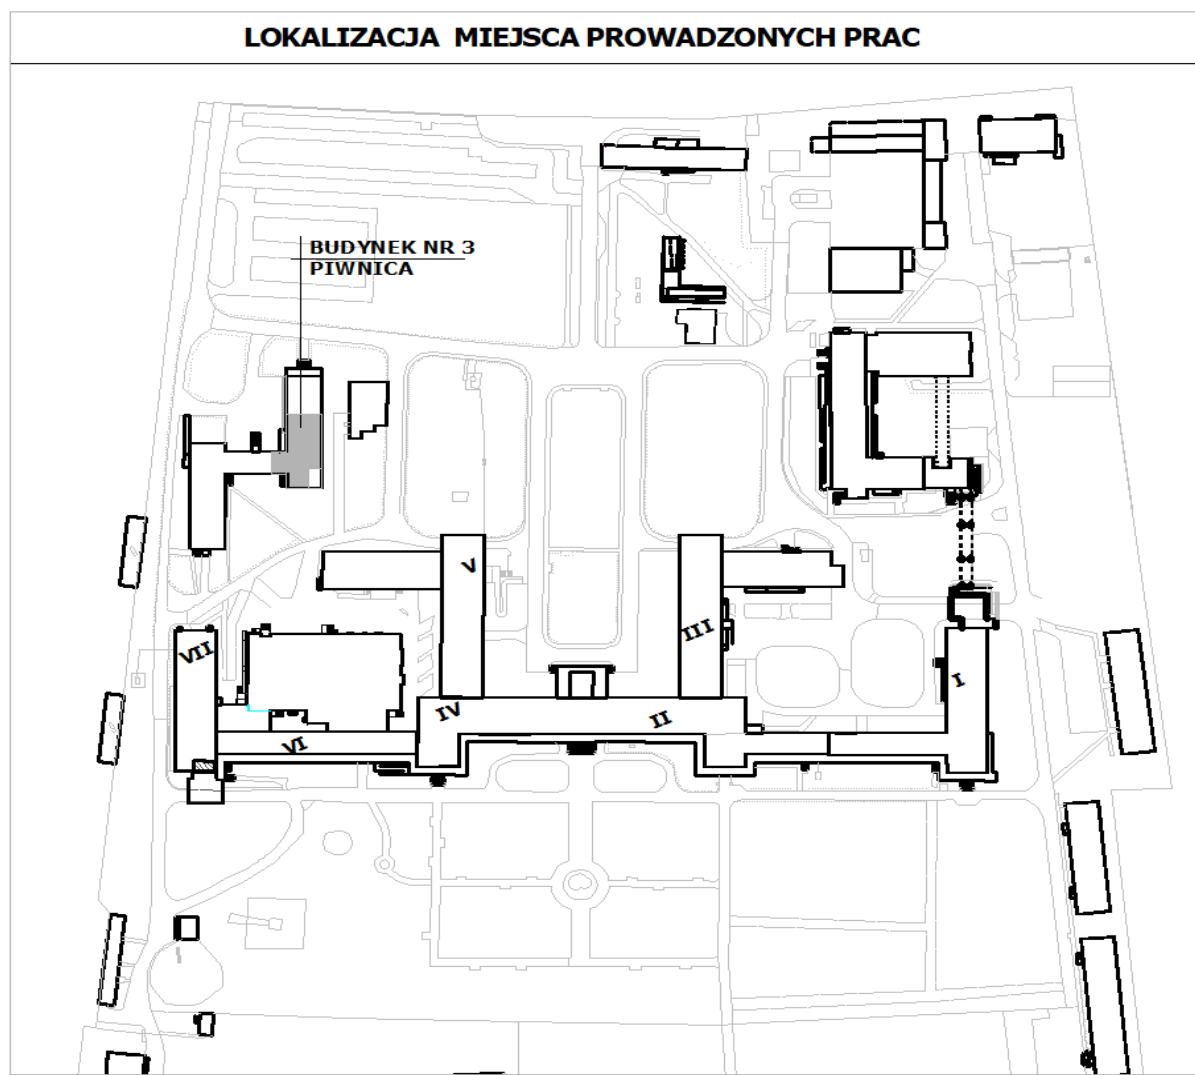 LOKALIZACJA MIEJSCA PROWADZONYCH PRAC
BUDYNEK NR 3
PIWNICA
V
III
VII
I
IV
II
VI